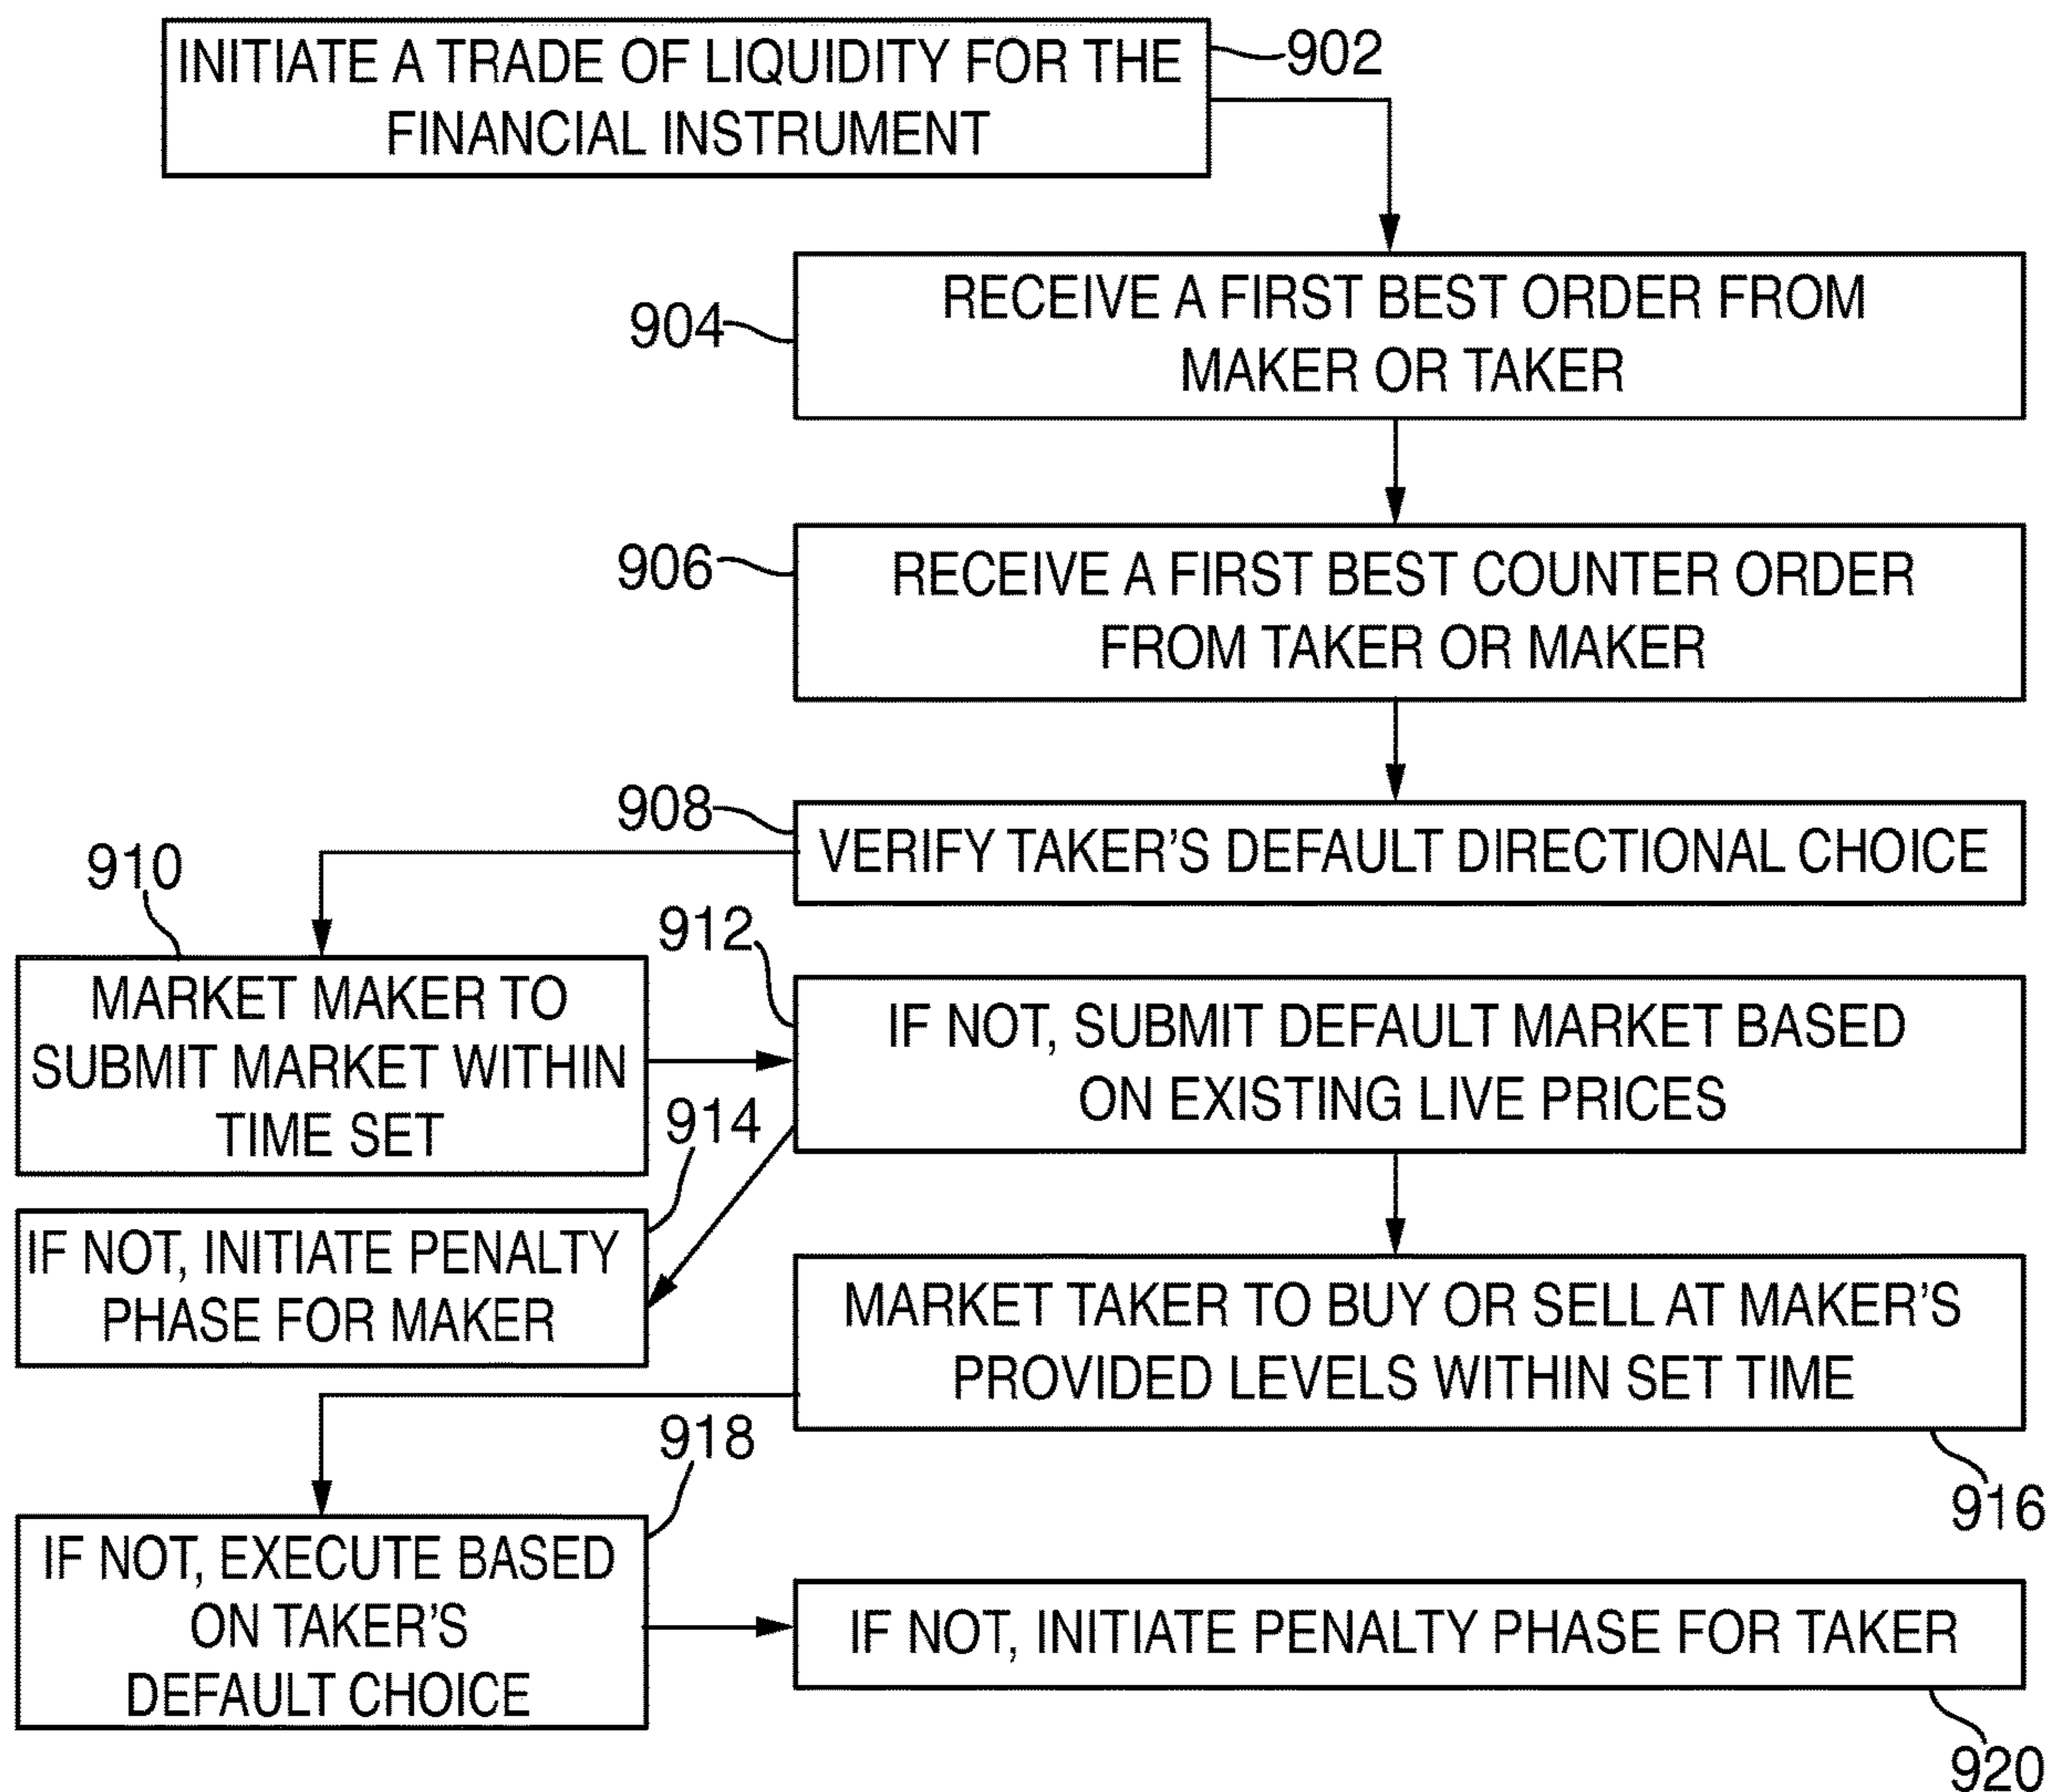 INITIATE A TRADE OF LIQUIDITY FOR THE
FINANCIAL INSTRUMENT
902
904
RECEIVE A FIRST BEST ORDER FROM
MAKER OR TAKER
906
RECEIVE A FIRST BEST COUNTER ORDER
FROM TAKER OR MAKER
908
VERIFY TAKER'S DEFAULT DIRECTIONAL CHOICE
910
MARKET MAKER TO
SUBMIT MARKET WITHIN
TIME SET
912
IF NOT, SUBMIT DEFAULT MARKET BASED
ON EXISTING LIVE PRICES
914
IF NOT, INITIATE PENALTY
PHASE FOR MAKER
MARKET TAKER TO BUY OR SELL AT MAKER'S
PROVIDED LEVELS WITHIN SET TIME
916
918
IF NOT, EXECUTE BASED
ON TAKER'S
DEFAULT CHOICE
IF NOT, INITIATE PENALTY PHASE FOR TAKER
920